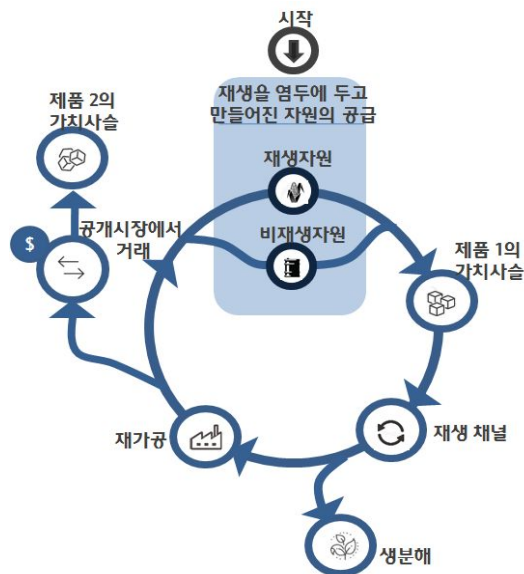 시작
재생을 염두에 두고
만들어진 자원의 공급
재생자원
비재생자원
제품 2의
가치사슬
$
공개시장에서
거래
제품 1의
가치사슬
재가공
재생 채널
생분해